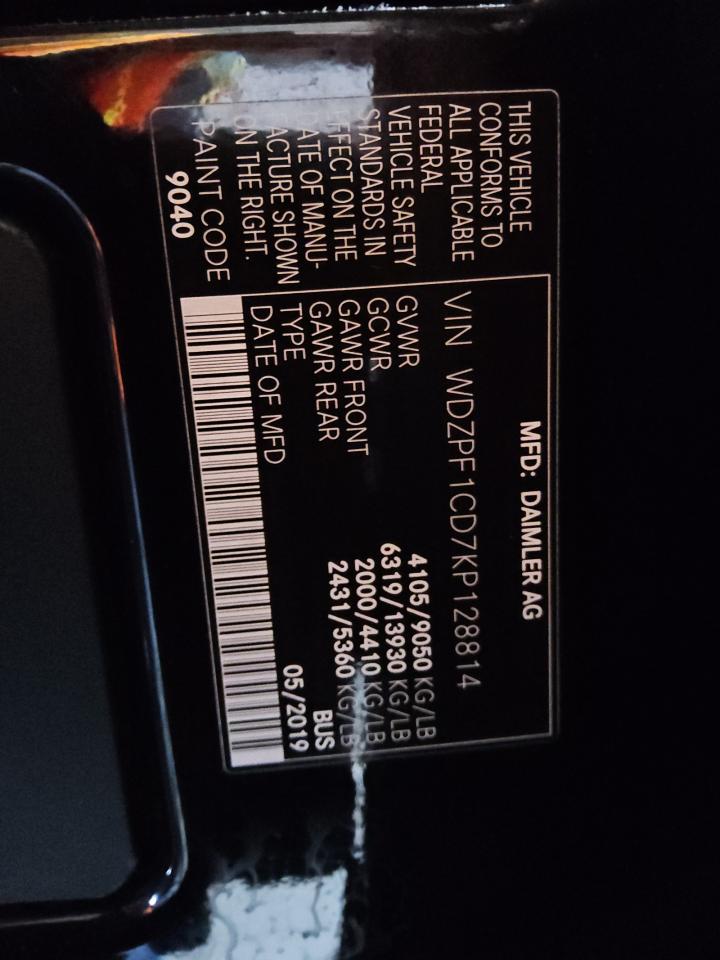 MFD: DAIMLER AG
THIS VEHICLE
CONFORMS TO
ALL APPLICABLE
FEDERAL
VEHICLE SAFETY
STANDARDS IN
EFFECT ON THE
DATE OF MANU-
FACTURE SHOWN
ON THE RIGHT.
PAINT CODE
9040
VIN WDZPF1CD7KP128814
GVWR 4105/9050 KG/LB
GCWR 6319/13930 KG/LB
GAWR FRONT 2000/4410 KG/LB
GAWR REAR 2431/5360 KG/LB
TYPE BUS
DATE OF MFD 05/2019